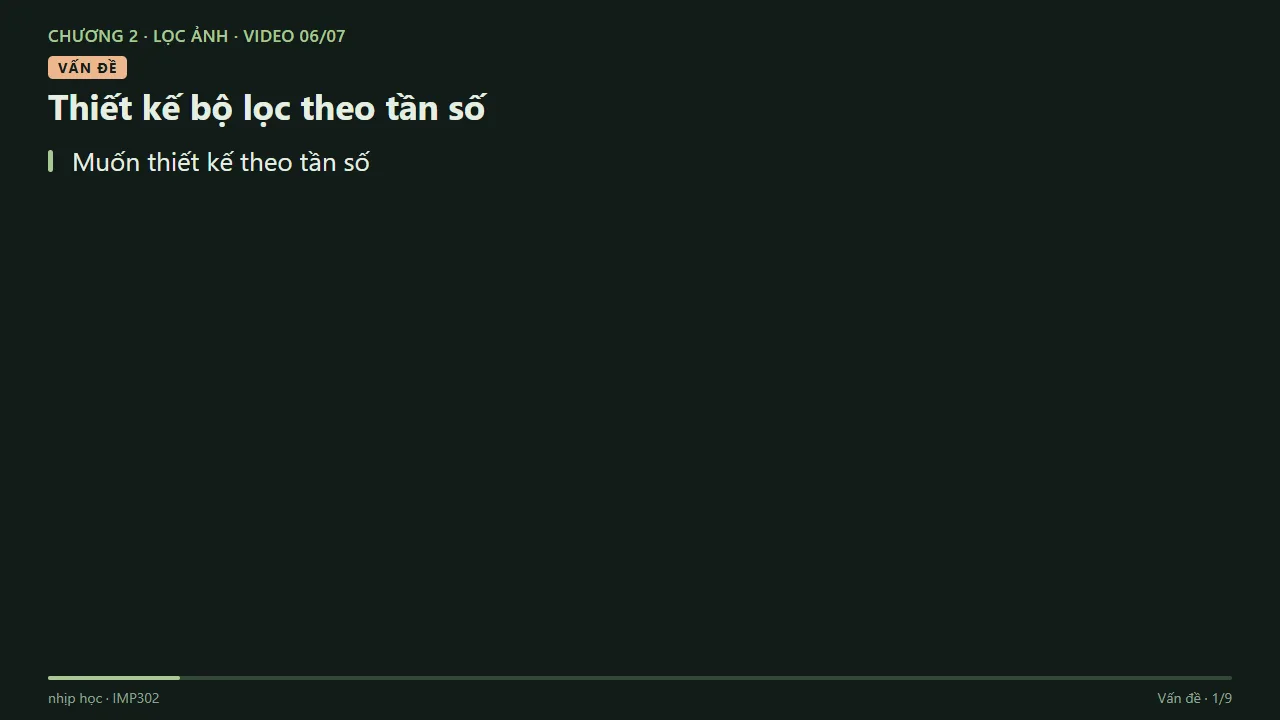 CHƯƠNG 2 · LỌC ẢNH · VIDEO 06/07
VẤN ĐỀ
Thiết kế bộ lọc theo tần số
Muốn thiết kế theo tần số
nhịp học · IMP302
Vấn đề · 1/9